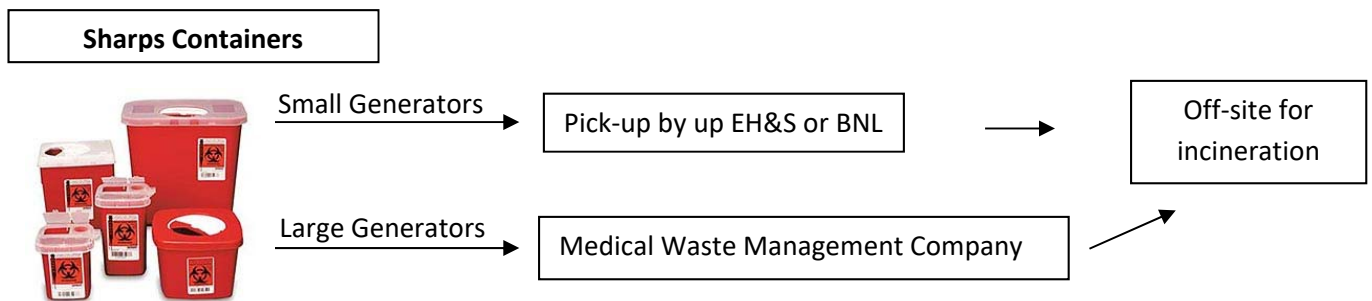 Sharps Containers
Small Generators
Pick-up by up EH&S or BNL
Off-site for
incineration
Large Generators
Medical Waste Management Company